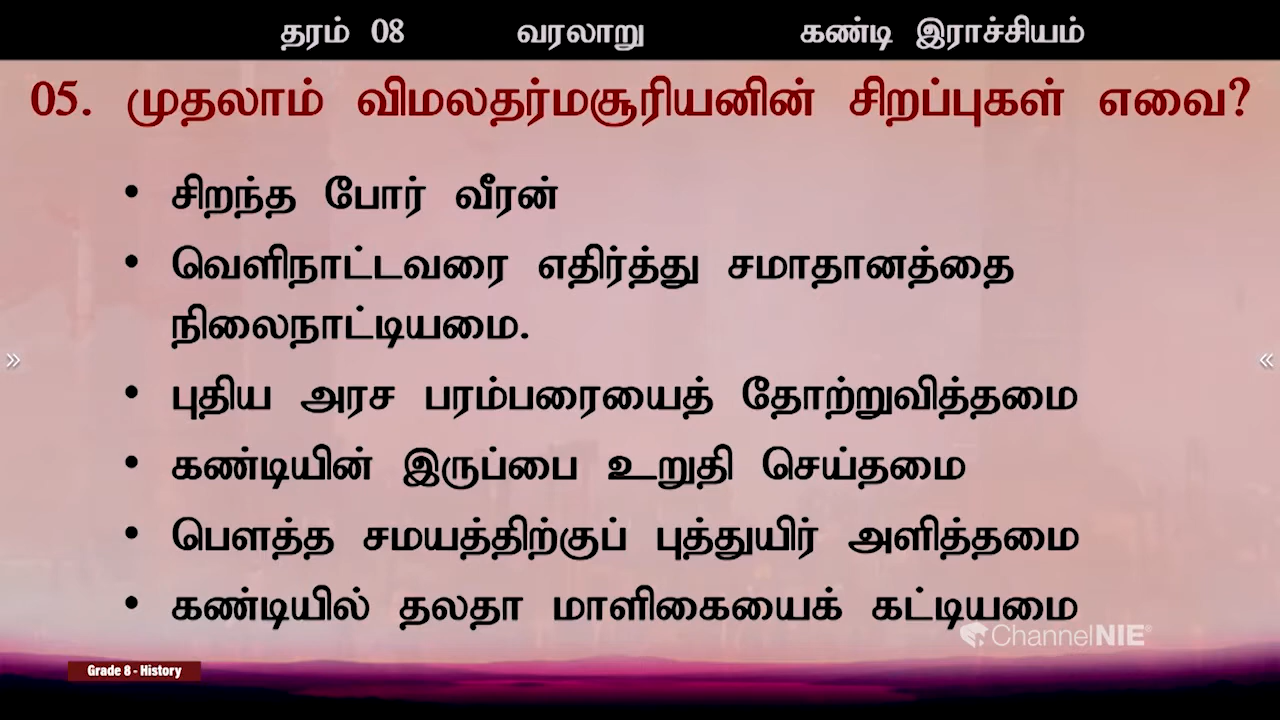 தரம் 08 வரலாறு கண்டி இராச்சியம்
05. முதலாம் விமலதர்மசூரியனின் சிறப்புகள் எவை?
• சிறந்த போர் வீரன்
• வெளிநாட்டவரை எதிர்த்து சமாதானத்தை
நிலைநாட்டியமை.
• புதிய அரச பரம்பரையைத் தோற்றுவித்தமை
• கண்டியின் இருப்பை உறுதி செய்தமை
• பௌத்த சமயத்திற்குப் புத்துயிர் அளித்தமை
• கண்டியில் தலதா மாளிகையைக் கட்டியமை
ChannelNIE®
Grade 8 - History